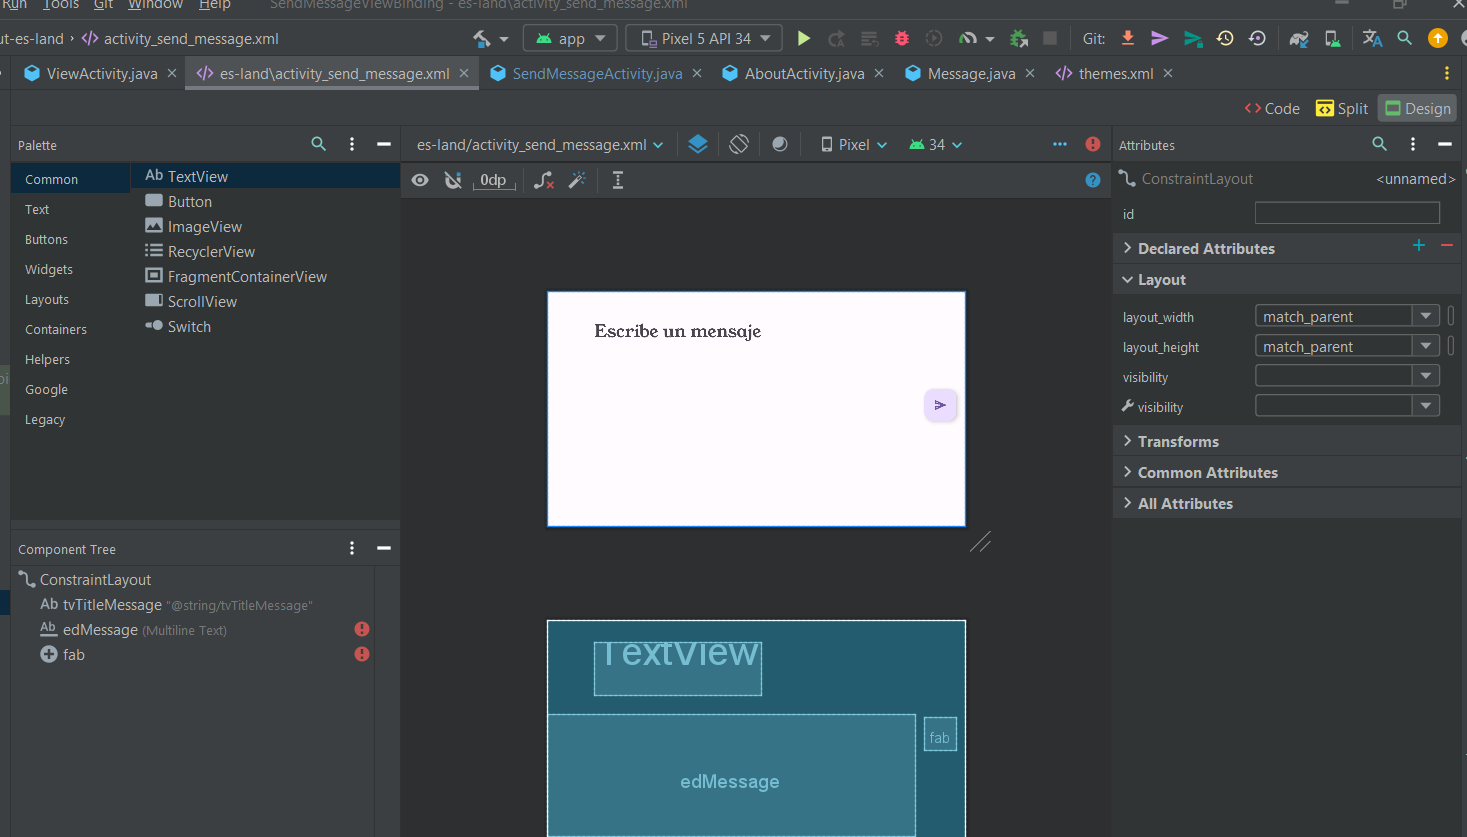 Run Tools Git Window Help SendMessageViewBinding - es-land\activity_send_message.xml
ut-es-land › activity_send_message.xml app Pixel 5 API 34 Git:
ViewActivity.java es-land\activity_send_message.xml SendMessageActivity.java AboutActivity.java Message.java themes.xml
Code Split Design
Palette
es-land/activity_send_message.xml Pixel 34
Attributes
Common
Text
Buttons
Widgets
Layouts
Containers
Helpers
Google
Legacy
Ab TextView
Button
ImageView
RecyclerView
FragmentContainerView
ScrollView
Switch
0dp
ConstraintLayout <unnamed>
id
Declared Attributes
Layout
layout_width match_parent
layout_height match_parent
visibility
visibility
Transforms
Common Attributes
All Attributes
Escribe un mensaje
Component Tree
ConstraintLayout
Ab tvTitleMessage "@string/tvTitleMessage"
Ab edMessage (Multiline Text)
fab
TextView
fab
edMessage